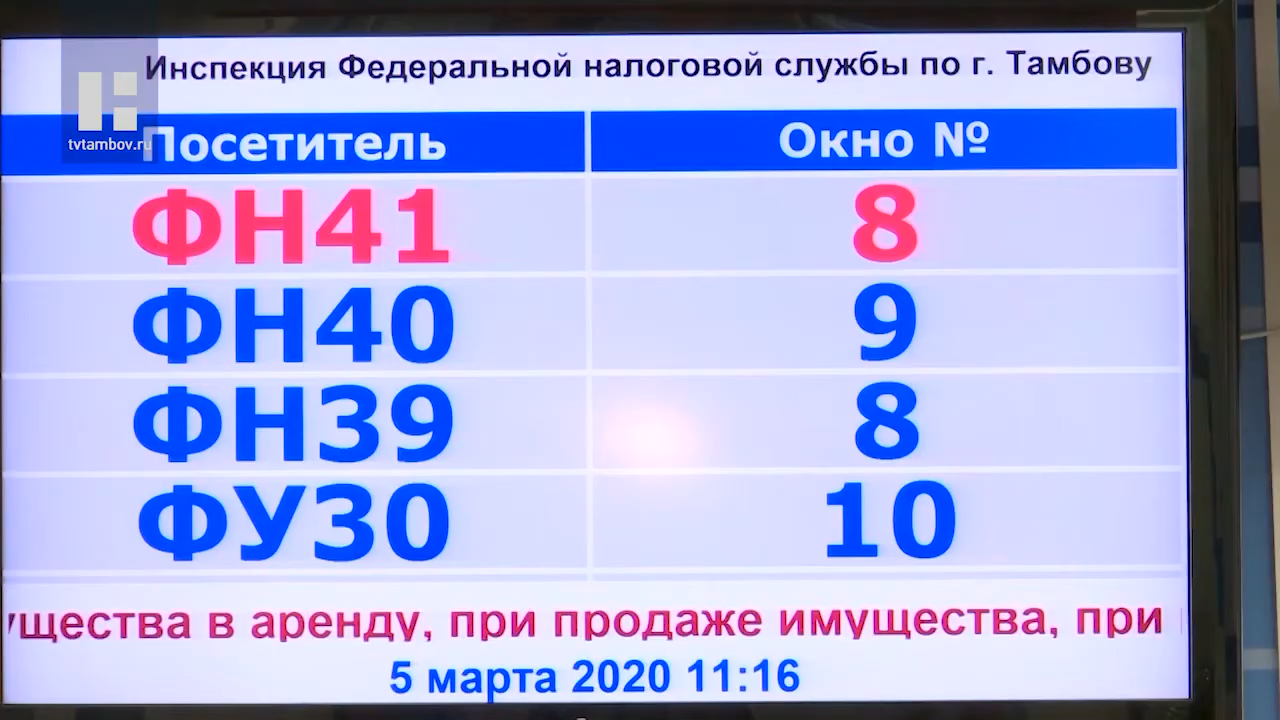 Инспекция Федеральной налоговой службы по г. Тамбову
tvtambov.ru
Посетитель Окно №
ФН41 8
ФН40 9
ФН39 8
ФУ30 10
ущества в аренду, при продаже имущества, при
5 марта 2020 11:16